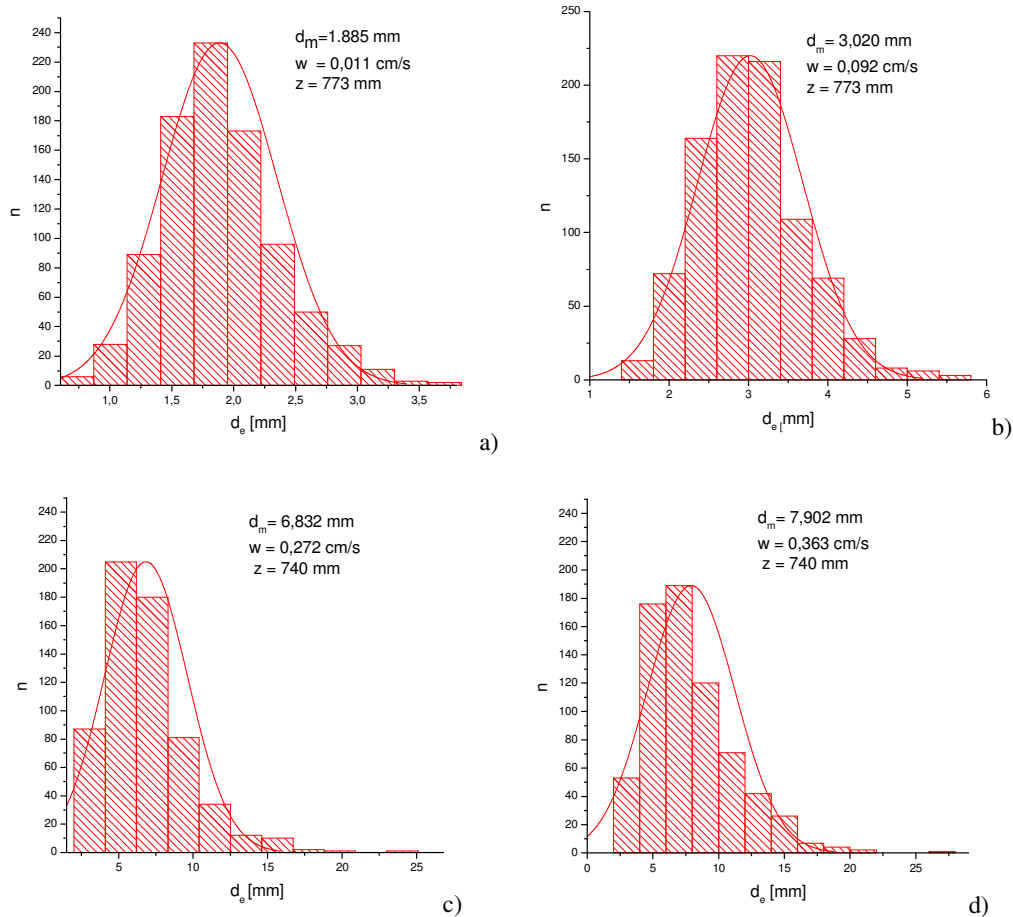 240
220
200
180
160
140
120
100
80
60
40
20
0
n
dm=1.885 mm
w = 0,011 cm/s
z = 773 mm
1,0 1,5 2,0 2,5 3,0 3,5
de [mm]
a)
250
200
150
100
50
0
n
dm= 3,020 mm
w = 0,092 cm/s
z = 773 mm
1 2 3 4 5 6
de [mm]
b)
240
220
200
180
160
140
120
100
80
60
40
20
0
n
dm= 6,832 mm
w = 0,272 cm/s
z = 740 mm
5 10 15 20 25
de [mm]
c)
240
220
200
180
160
140
120
100
80
60
40
20
0
n
dm= 7,902 mm
w = 0,363 cm/s
z = 740 mm
0 5 10 15 20 25
de [mm]
d)